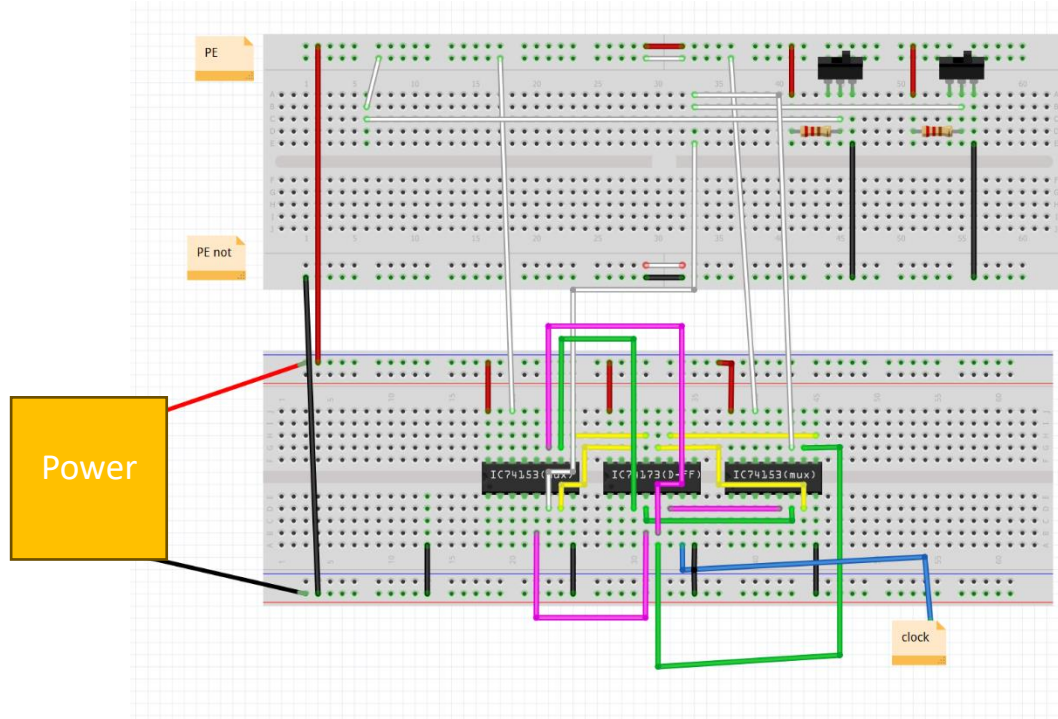 PE
PE not
Power
IC74153(mux)
IC74173(D-FF)
IC74153(mux)
clock